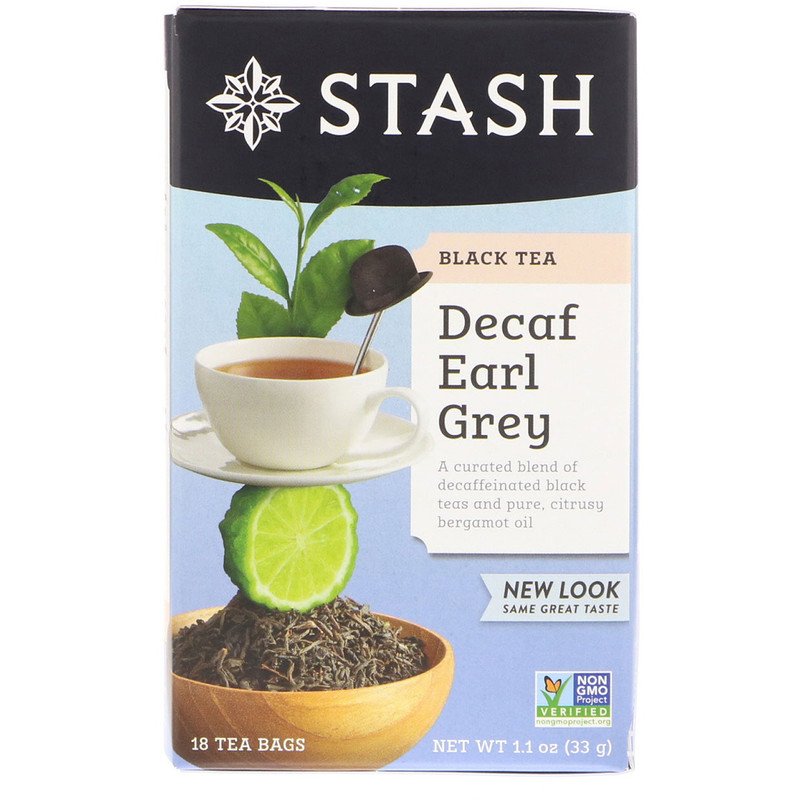 STASH
BLACK TEA
Decaf
Earl
Grey
A curated blend of
decaffeinated black
teas and pure, citrusy
bergamot oil
NEW LOOK
SAME GREAT TASTE
NON
GMO
Project
VERIFIED
nongmoproject.org
18 TEA BAGS
NET WT 1.1 oz (33 g)